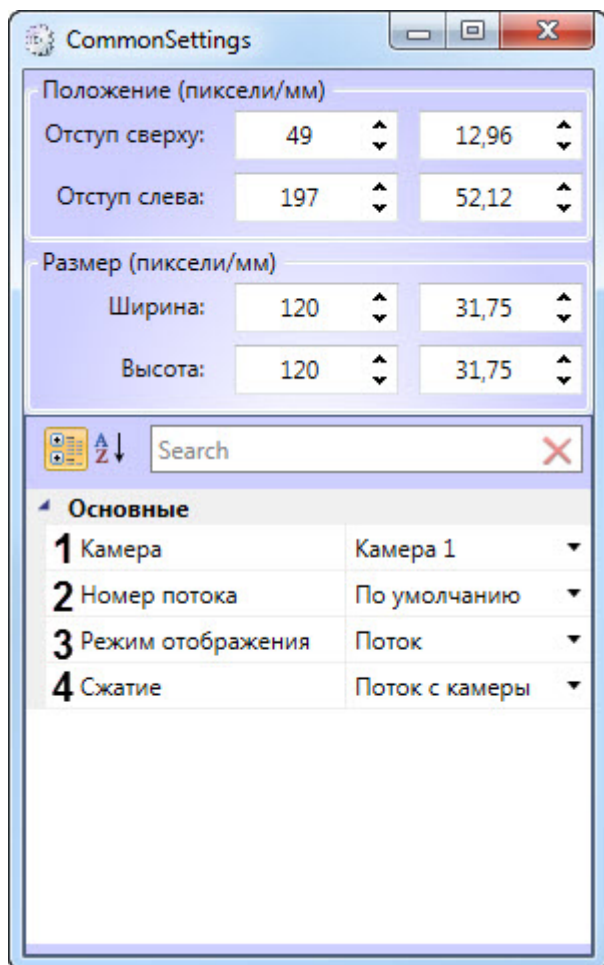 CommonSettings
Положение (пиксели/мм)
Отступ сверху: 49 12,96
Отступ слева: 197 52,12
Размер (пиксели/мм)
Ширина: 120 31,75
Высота: 120 31,75
A Z Search
Основные
1 Камера Камера 1
2 Номер потока По умолчанию
3 Режим отображения Поток
4 Сжатие Поток с камеры